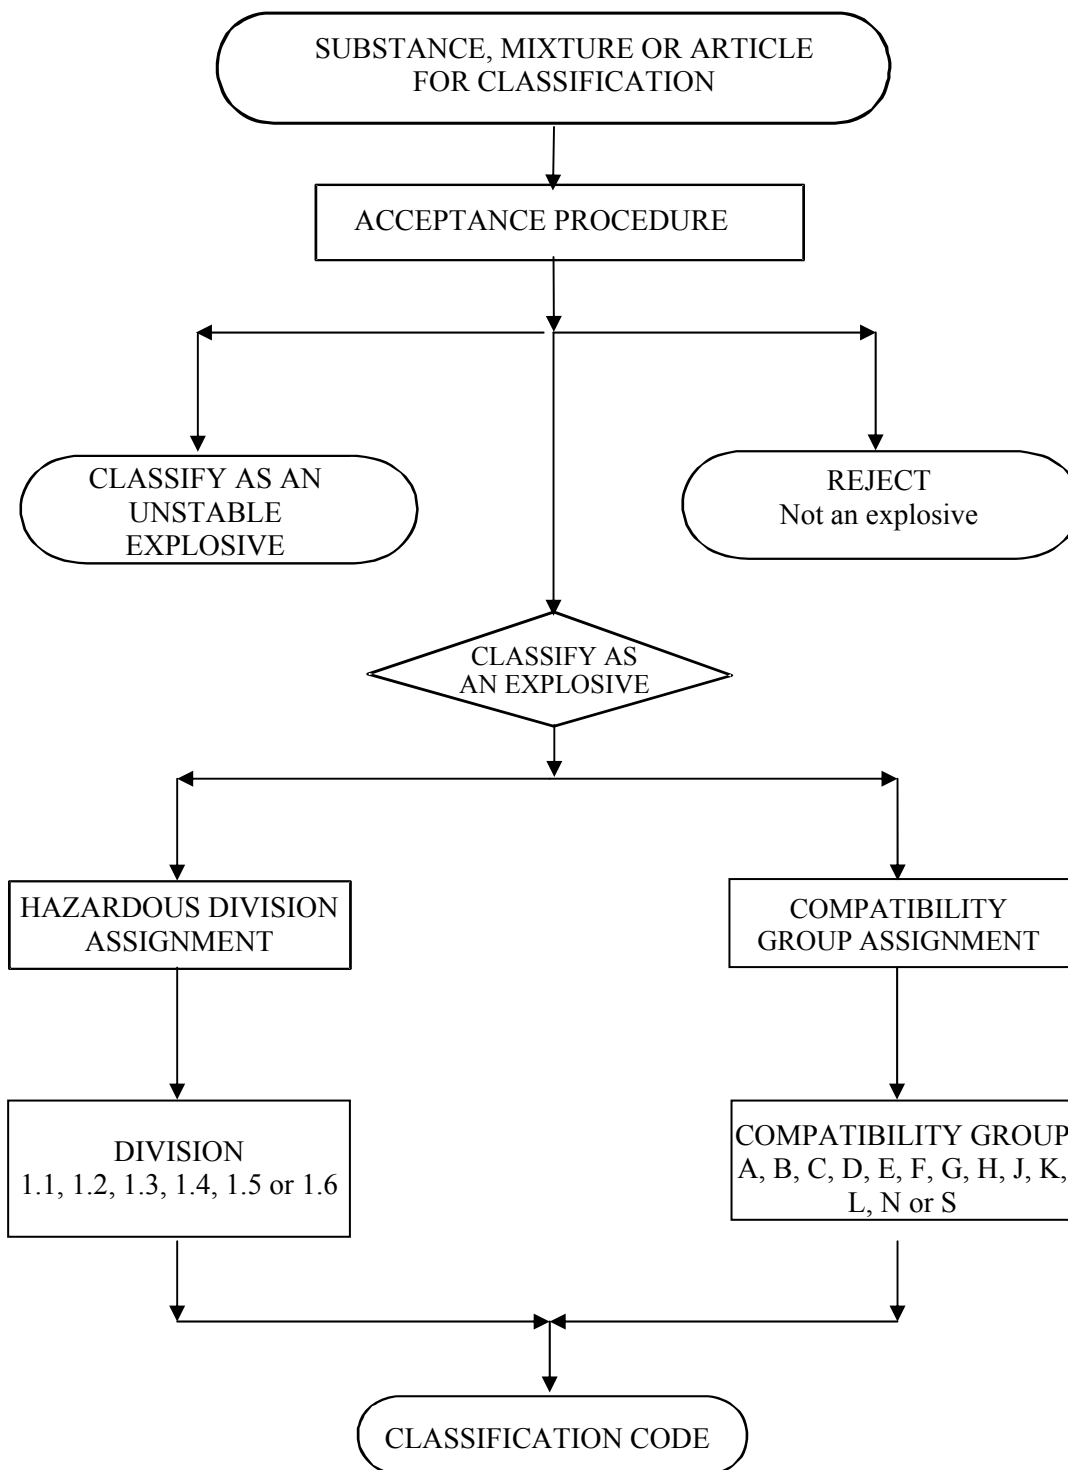 SUBSTANCE, MIXTURE OR ARTICLE
FOR CLASSIFICATION
ACCEPTANCE PROCEDURE
CLASSIFY AS AN
UNSTABLE
EXPLOSIVE
REJECT
Not an explosive
CLASSIFY AS
AN EXPLOSIVE
HAZARDOUS DIVISION
ASSIGNMENT
COMPATIBILITY
GROUP ASSIGNMENT
DIVISION
1.1, 1.2, 1.3, 1.4, 1.5 or 1.6
COMPATIBILITY GROUP
A, B, C, D, E, F, G, H, J, K,
L, N or S
CLASSIFICATION CODE